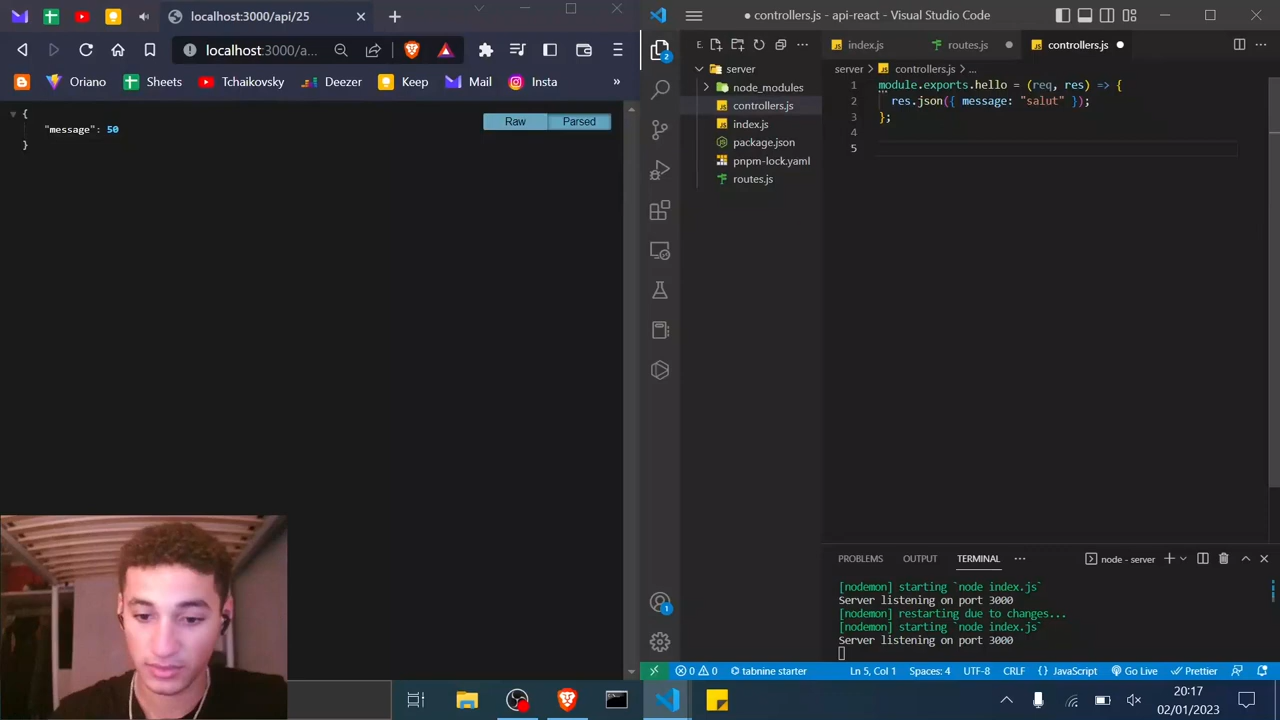 localhost:3000/api/25
localhost:3000/a...
Oriano
Sheets
Tchaikovsky
Deezer
Keep
Mail
Insta
»
{
"message": 50
}
Raw
Parsed
● controllers.js - api-react - Visual Studio Code
E.
index.js
routes.js
controllers.js
server
node_modules
controllers.js
index.js
package.json
pnpm-lock.yaml
routes.js
server > controllers.js > ...
1 module.exports.hello = (req, res) => {
2 res.json({ message: "salut" });
3 };
4
5
2
1
PROBLEMS
OUTPUT
TERMINAL
node - server
[nodemon] starting `node index.js`
Server listening on port 3000
[nodemon] restarting due to changes...
[nodemon] starting `node index.js`
Server listening on port 3000
0 0
tabnine starter
Ln 5, Col 1
Spaces: 4
UTF-8
CRLF
{} JavaScript
Go Live
Prettier
20:17
02/01/2023